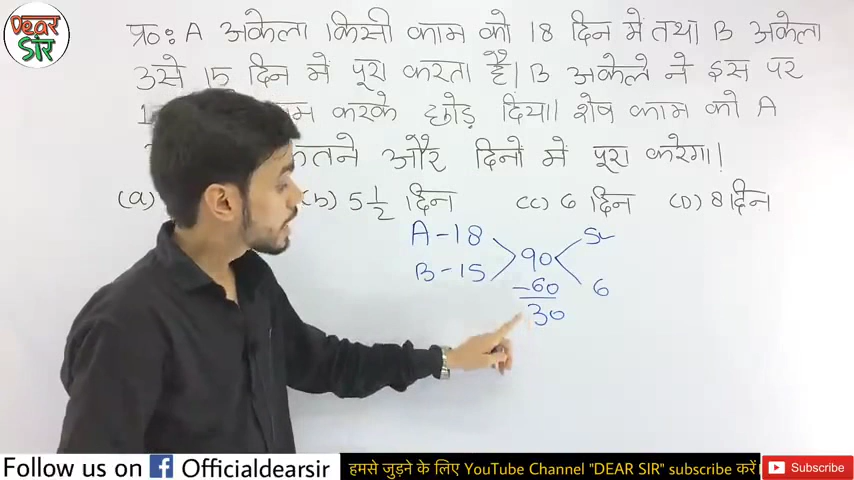 DEAR SIR
प्र०: A अकेला किसी काम को 18 दिन में तथा B अकेला
उसे 15 दिन में पूरा करता है। B अकेले ने इस पर
काम करके छोड़ दिया। शेष काम को A
और दिनों में पूरा करेगा।
(a) (b) 5 1/2 दिन (c) 6 दिन (D) 8 दिन
A-18
B-15
90
6
-60
30
Follow us on Officialdearsir
हमसे जुड़ने के लिए YouTube Channel "DEAR SIR" subscribe करें
Subscribe